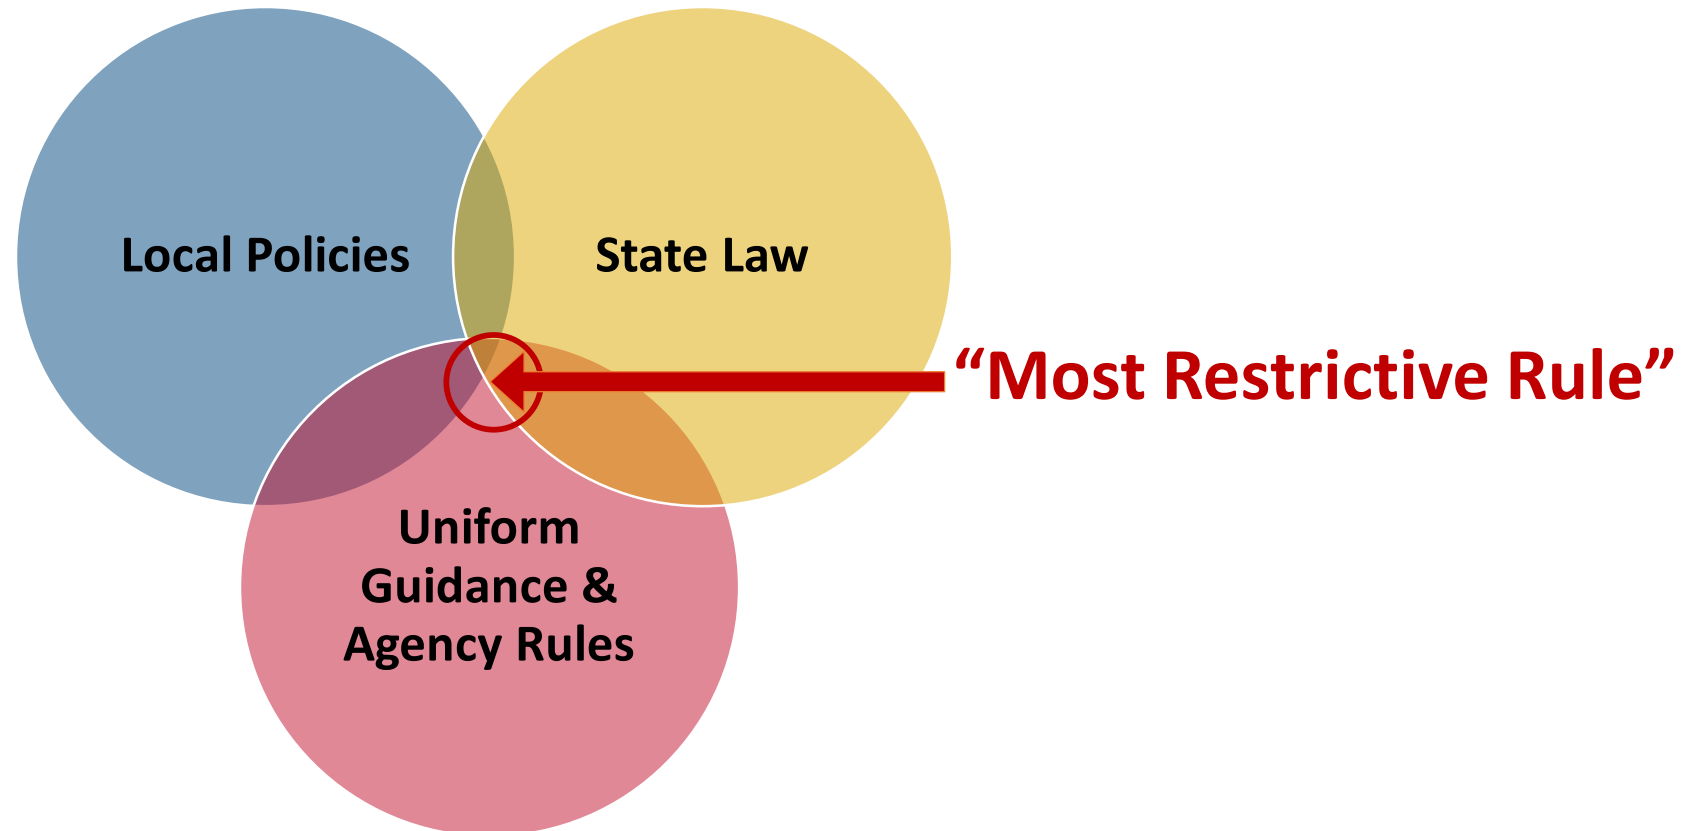 Local Policies
State Law
“Most Restrictive Rule”
Uniform
Guidance &
Agency Rules